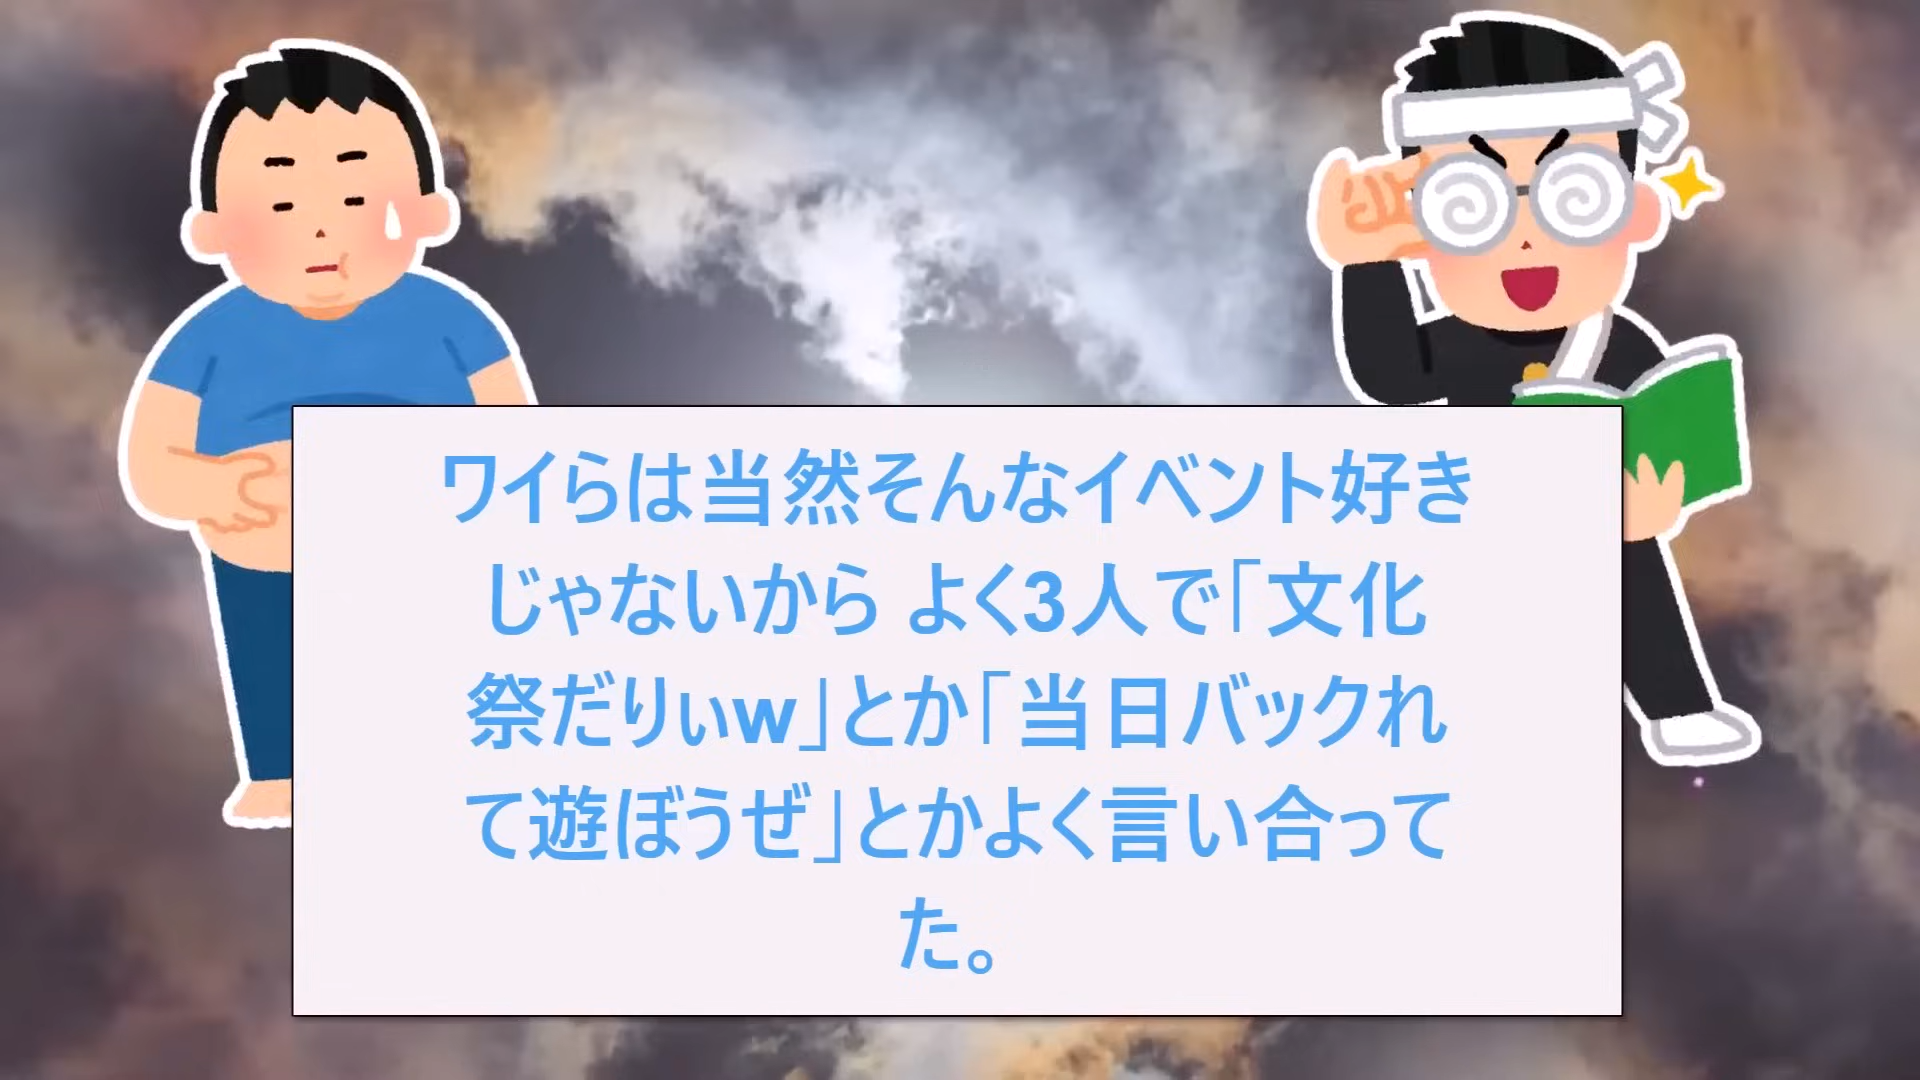 ワイらは当然そんなイベント好き
じゃないから よく3人で「文化
祭だりぃw」とか「当日バックれ
て遊ぼうぜ」とかよく言い合って
た。